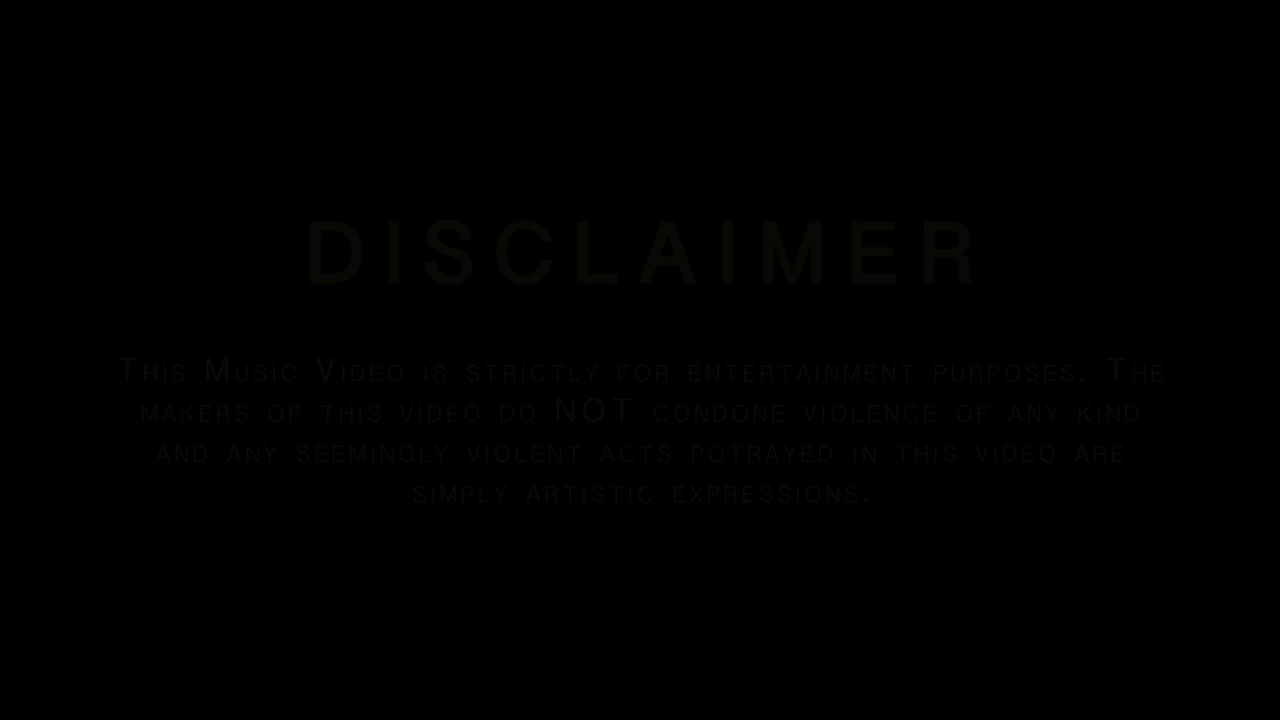 DISCLAIMER
This Music Video is strictly for entertainment purposes. The
makers of this video do NOT condone violence of any kind
and any seemingly violent acts potrayed in this video are
simply artistic expressions.